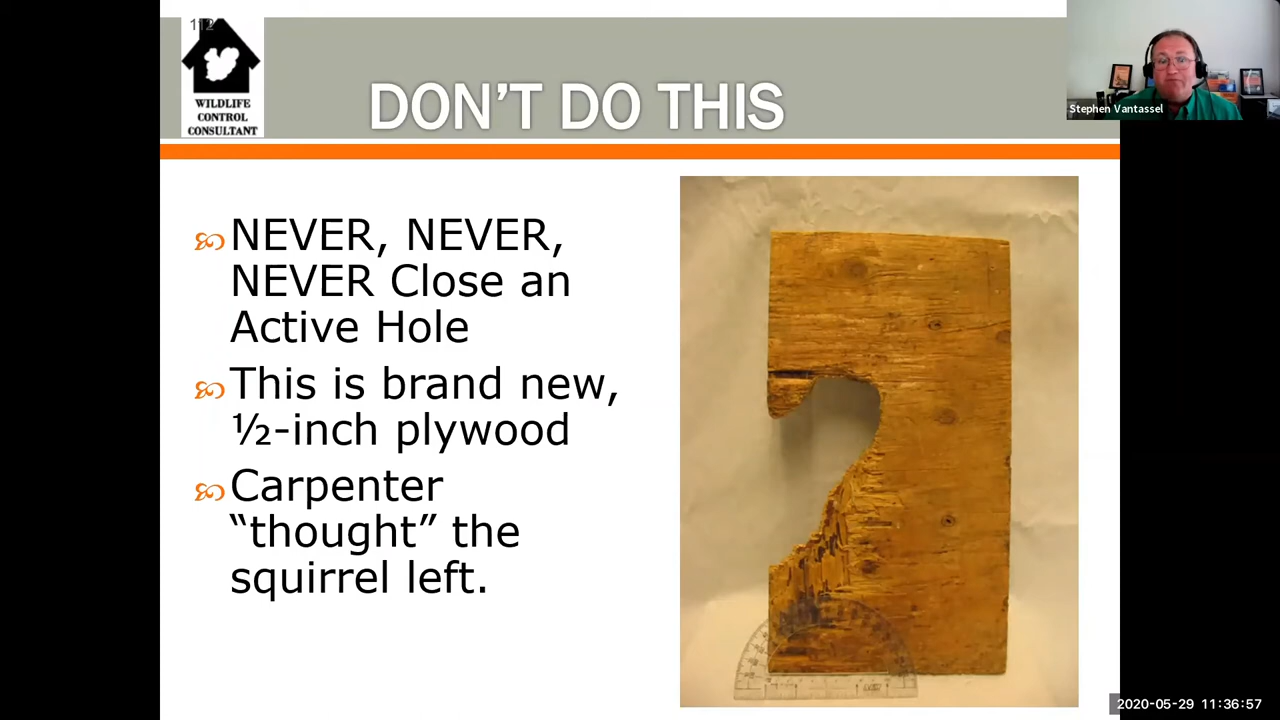 112
WILDLIFE
CONTROL
CONSULTANT
DON'T DO THIS
Stephen Vantassel
NEVER, NEVER,
NEVER Close an
Active Hole
This is brand new,
½-inch plywood
Carpenter
“thought” the
squirrel left.
2020-05-29 11:36:57